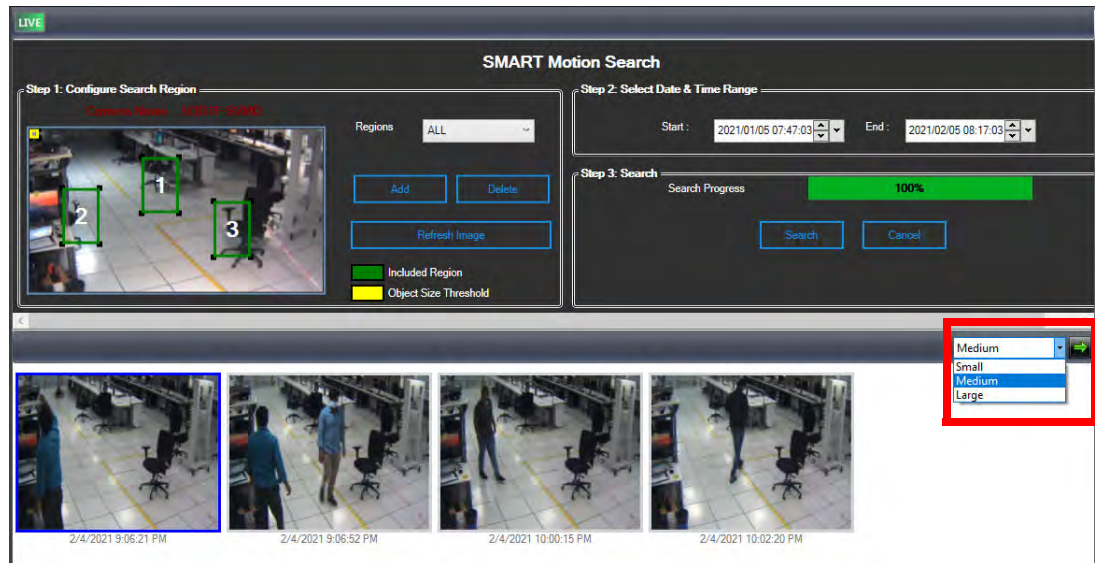 LIVE
SMART Motion Search
Step 1: Configure Search Region
1
2
3
Regions
ALL
Add
Delete
Refresh Image
Included Region
Object Size Threshold
Step 2: Select Date & Time Range
Start :
2021/01/05 07:47:03
End :
2021/02/05 08:17:03
Step 3: Search
Search Progress
100%
Search
Cancel
Medium
Small
Medium
Large
2/4/2021 9:06:21 PM
2/4/2021 9:06:52 PM
2/4/2021 10:00:15 PM
2/4/2021 10:02:20 PM